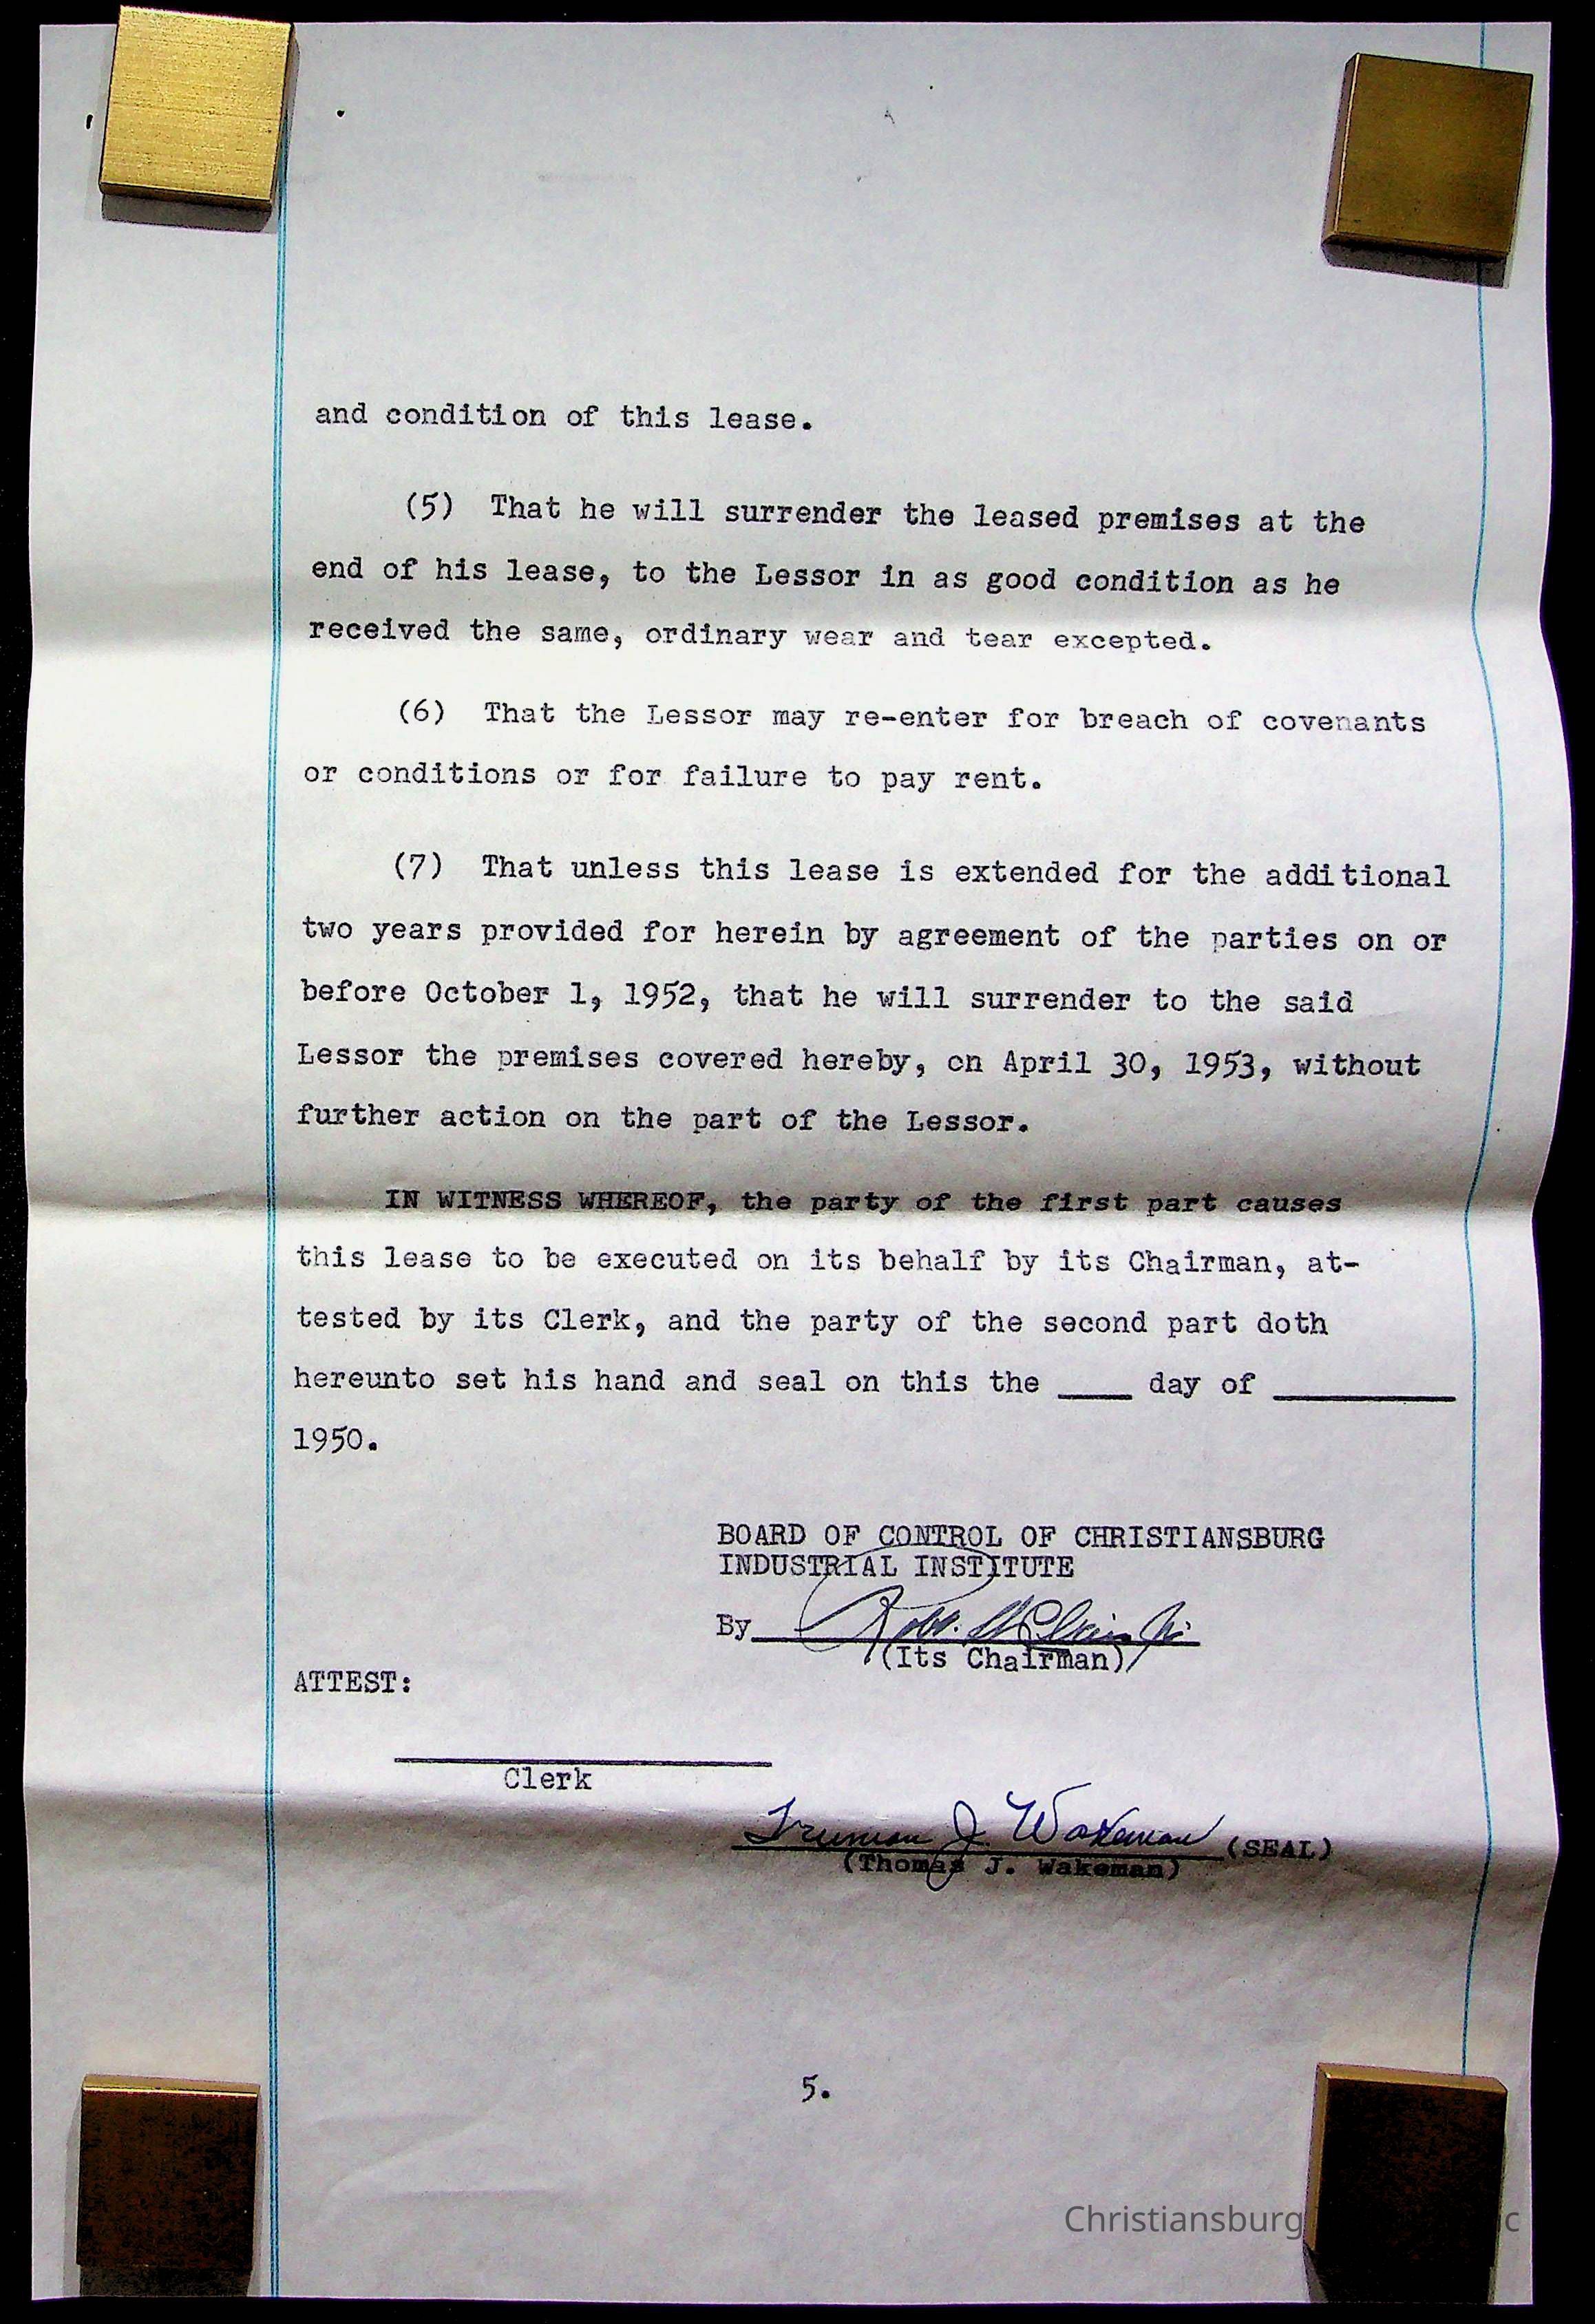 and condition of this lease.
(5) That he will surrender the leased premises at the
end of his lease, to the Lessor in as good condition as he
received the same, ordinary wear and tear excepted.
(6) That the Lessor may re-enter for breach of covenants
or conditions or for failure to pay rent.
(7) That unless this lease is extended for the additional
two years provided for herein by agreement of the parties on or
before October 1, 1952, that he will surrender to the said
Lessor the premises covered hereby, on April 30, 1953, without
further action on the part of the Lessor.
IN WITNESS WHEREOF, the party of the first part causes
this lease to be executed on its behalf by its Chairman, at-
tested by its Clerk, and the party of the second part doth
hereunto set his hand and seal on this the ____ day of __________
1950.
BOARD OF CONTROL OF CHRISTIANSBURG
INDUSTRIAL INSTITUTE
By
(Its Chairman)
ATTEST:
Clerk
Truman J. Wakeman (SEAL)
(Thomas J. Wakeman)
5.
Christiansburg